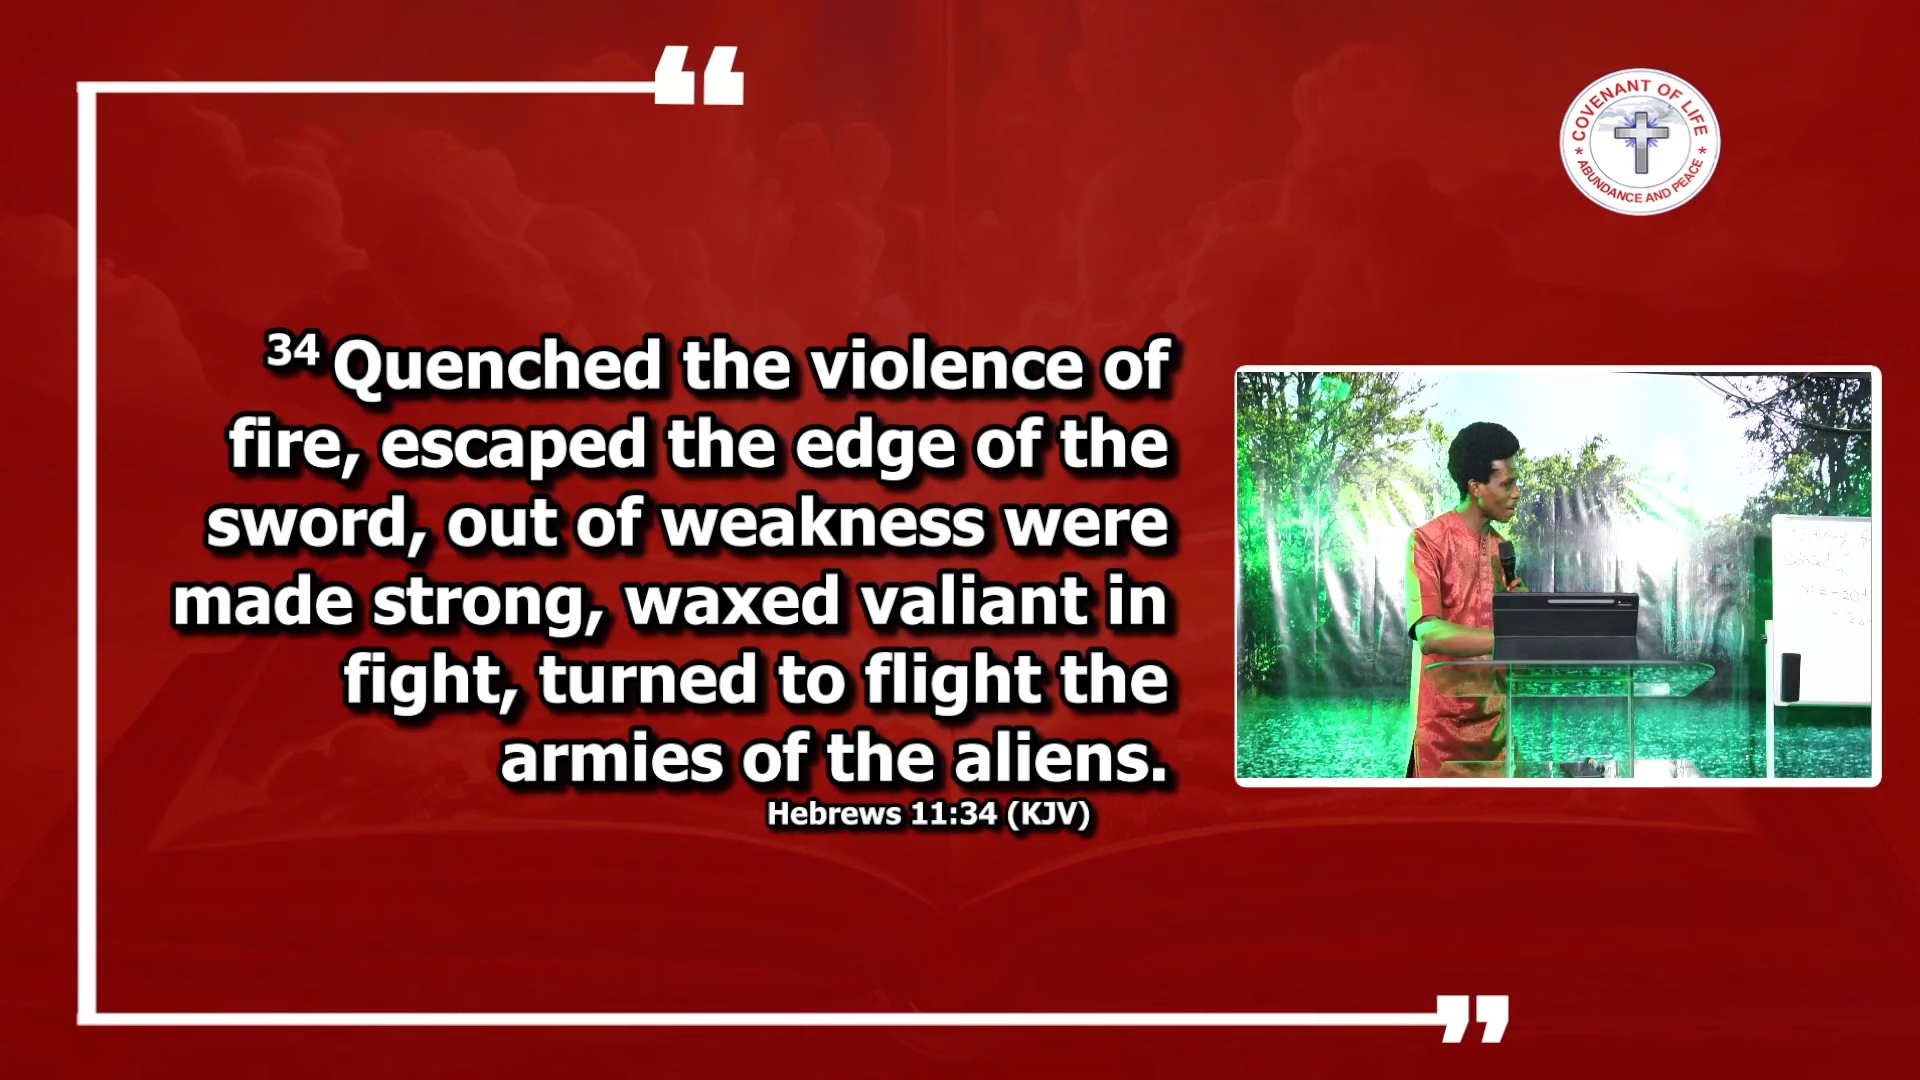 “
COVENANT OF LIFE
* ABUNDANCE AND PEACE *
34 Quenched the violence of
fire, escaped the edge of the
sword, out of weakness were
made strong, waxed valiant in
fight, turned to flight the
armies of the aliens.
Hebrews 11:34 (KJV)
”